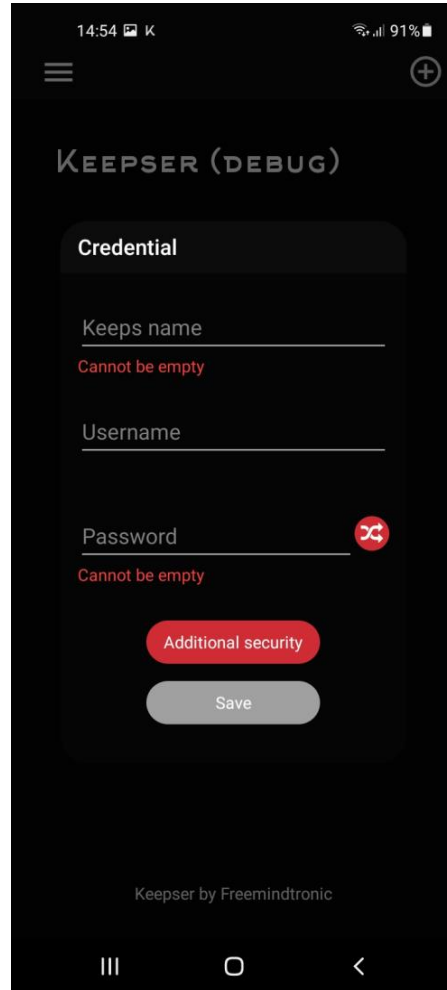 14:54 K 91%
KEEPSER (DEBUG)
Credential
Keeps name
Cannot be empty
Username
Password
Cannot be empty
Additional security
Save
Keepser by Freemindtronic